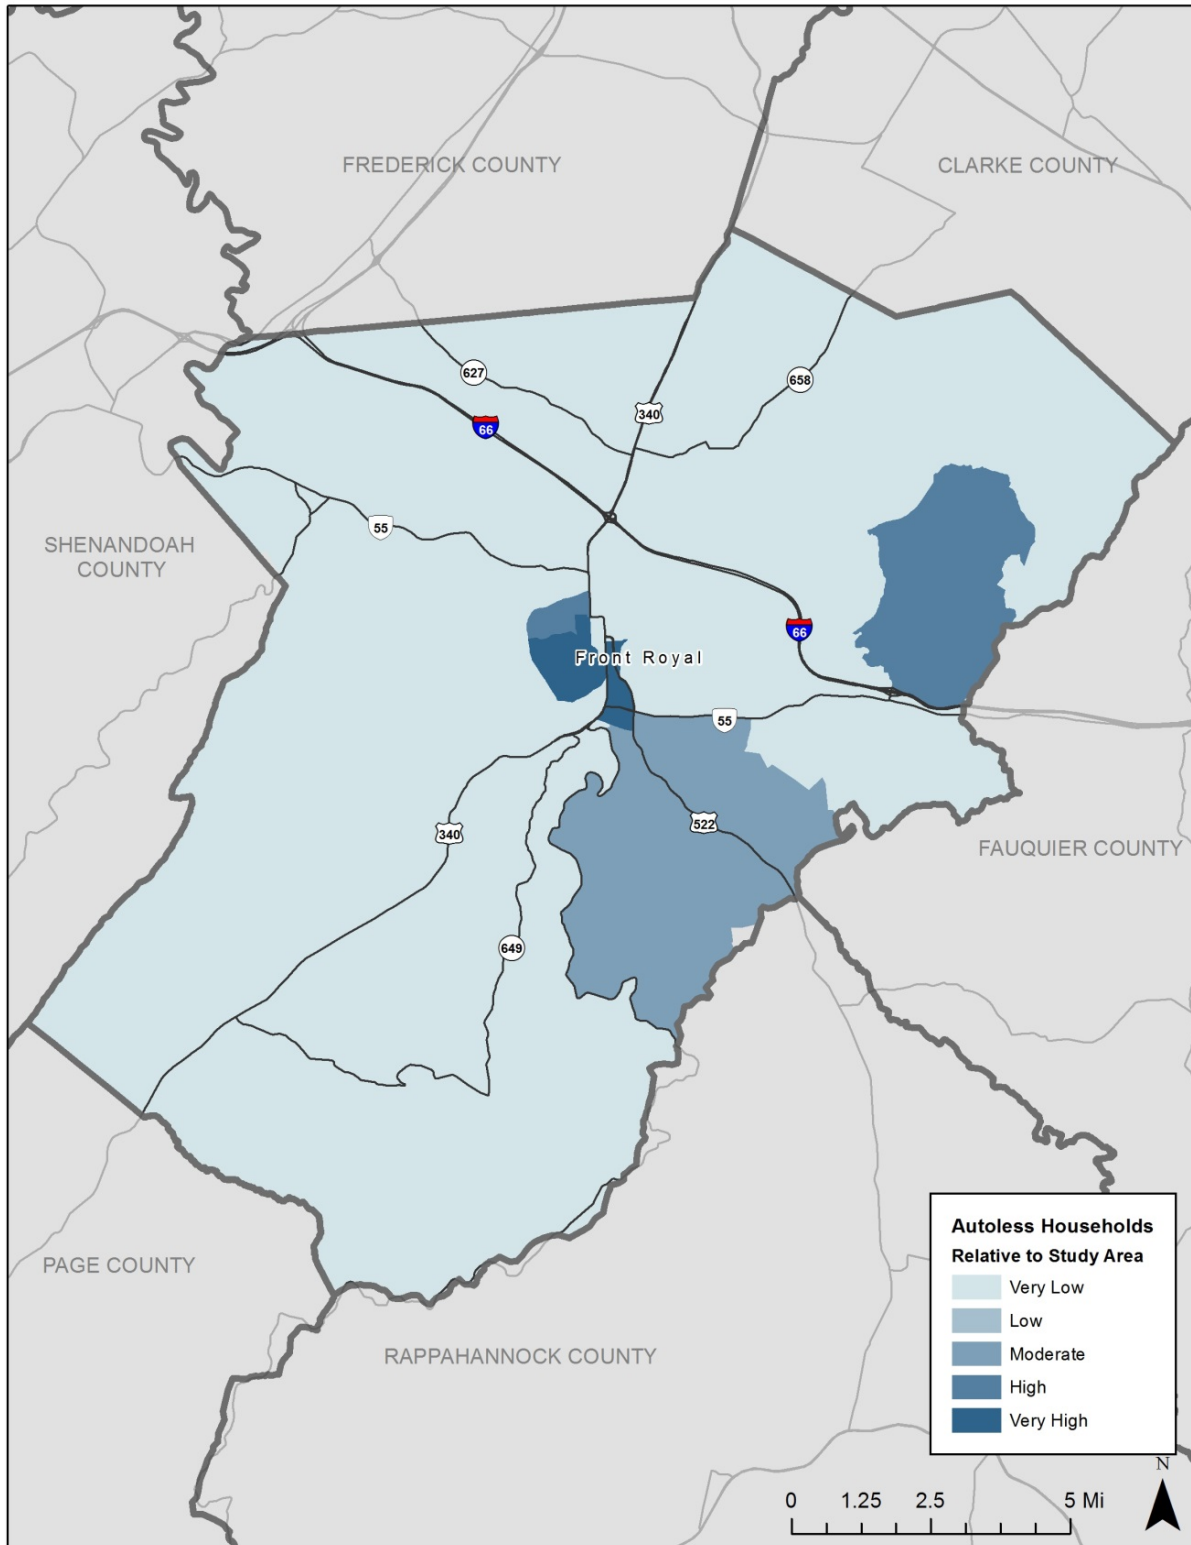 FREDERICK COUNTY
CLARKE COUNTY
627
658
340
66
55
SHENANDOAH
COUNTY
66
Front Royal
55
522
340
FAUQUIER COUNTY
649
PAGE COUNTY
RAPPAHANNOCK COUNTY
Autoless Households
Relative to Study Area
Very Low
Low
Moderate
High
Very High
N
0 1.25 2.5 5 Mi